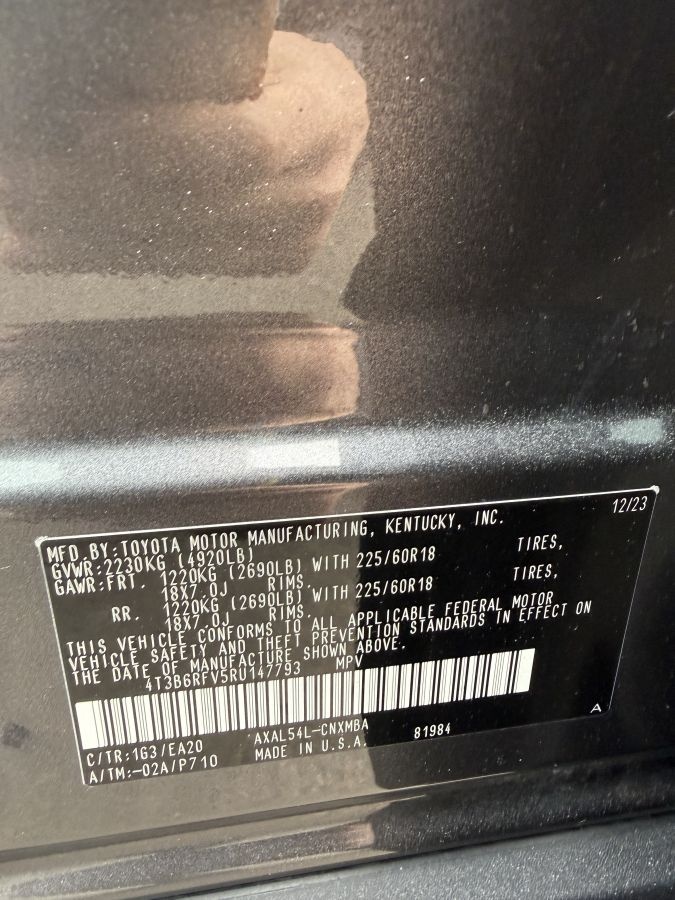 12/23
MFD.BY:TOYOTA MOTOR MANUFACTURING, KENTUCKY, INC.
GVWR:2230KG (4920LB)
GAWR:FRT. 1220KG (2690LB) WITH 225/60R18 TIRES,
18X7.0J RIMS.
RR. 1220KG (2690LB) WITH 225/60R18 TIRES,
18X7.0J RIMS.
THIS VEHICLE CONFORMS TO ALL APPLICABLE FEDERAL MOTOR
VEHICLE SAFETY AND THEFT PREVENTION STANDARDS IN EFFECT ON
THE DATE OF MANUFACTURE SHOWN ABOVE.
4T3B6RFV5RU147793 MPV
C/TR:1G3/EA20 AXAL54L-CNXMBA 81984 A
A/TM:-02A/P710 MADE IN U.S.A.